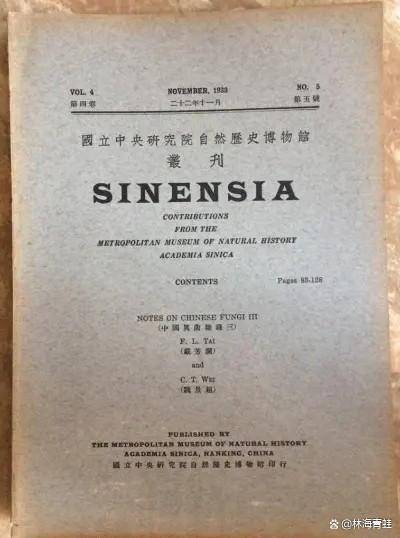 VOL. 4
NOVEMBER, 1933
NO. 5
第四卷
二十二年十一月
第五號
國立中央研究院自然歷史博物館
叢刊
SINENSIA
CONTRIBUTIONS
FROM THE
METROPOLITAN MUSEUM OF NATURAL HISTORY
ACADEMIA SINICA
CONTENTS
Pages 83-128
NOTES ON CHINESE FUNGI III
(中國眞菌雜錄三)
F. L. TAI
(戴芳瀾)
and
C. T. WEI
(魏景超)
PUBLISHED BY
THE METROPOLITAN MUSEUM OF NATURAL HISTORY
ACADEMIA SINICA, NANKING, CHINA
國立中央研究院自然歷史博物館印行
@林海青蛙